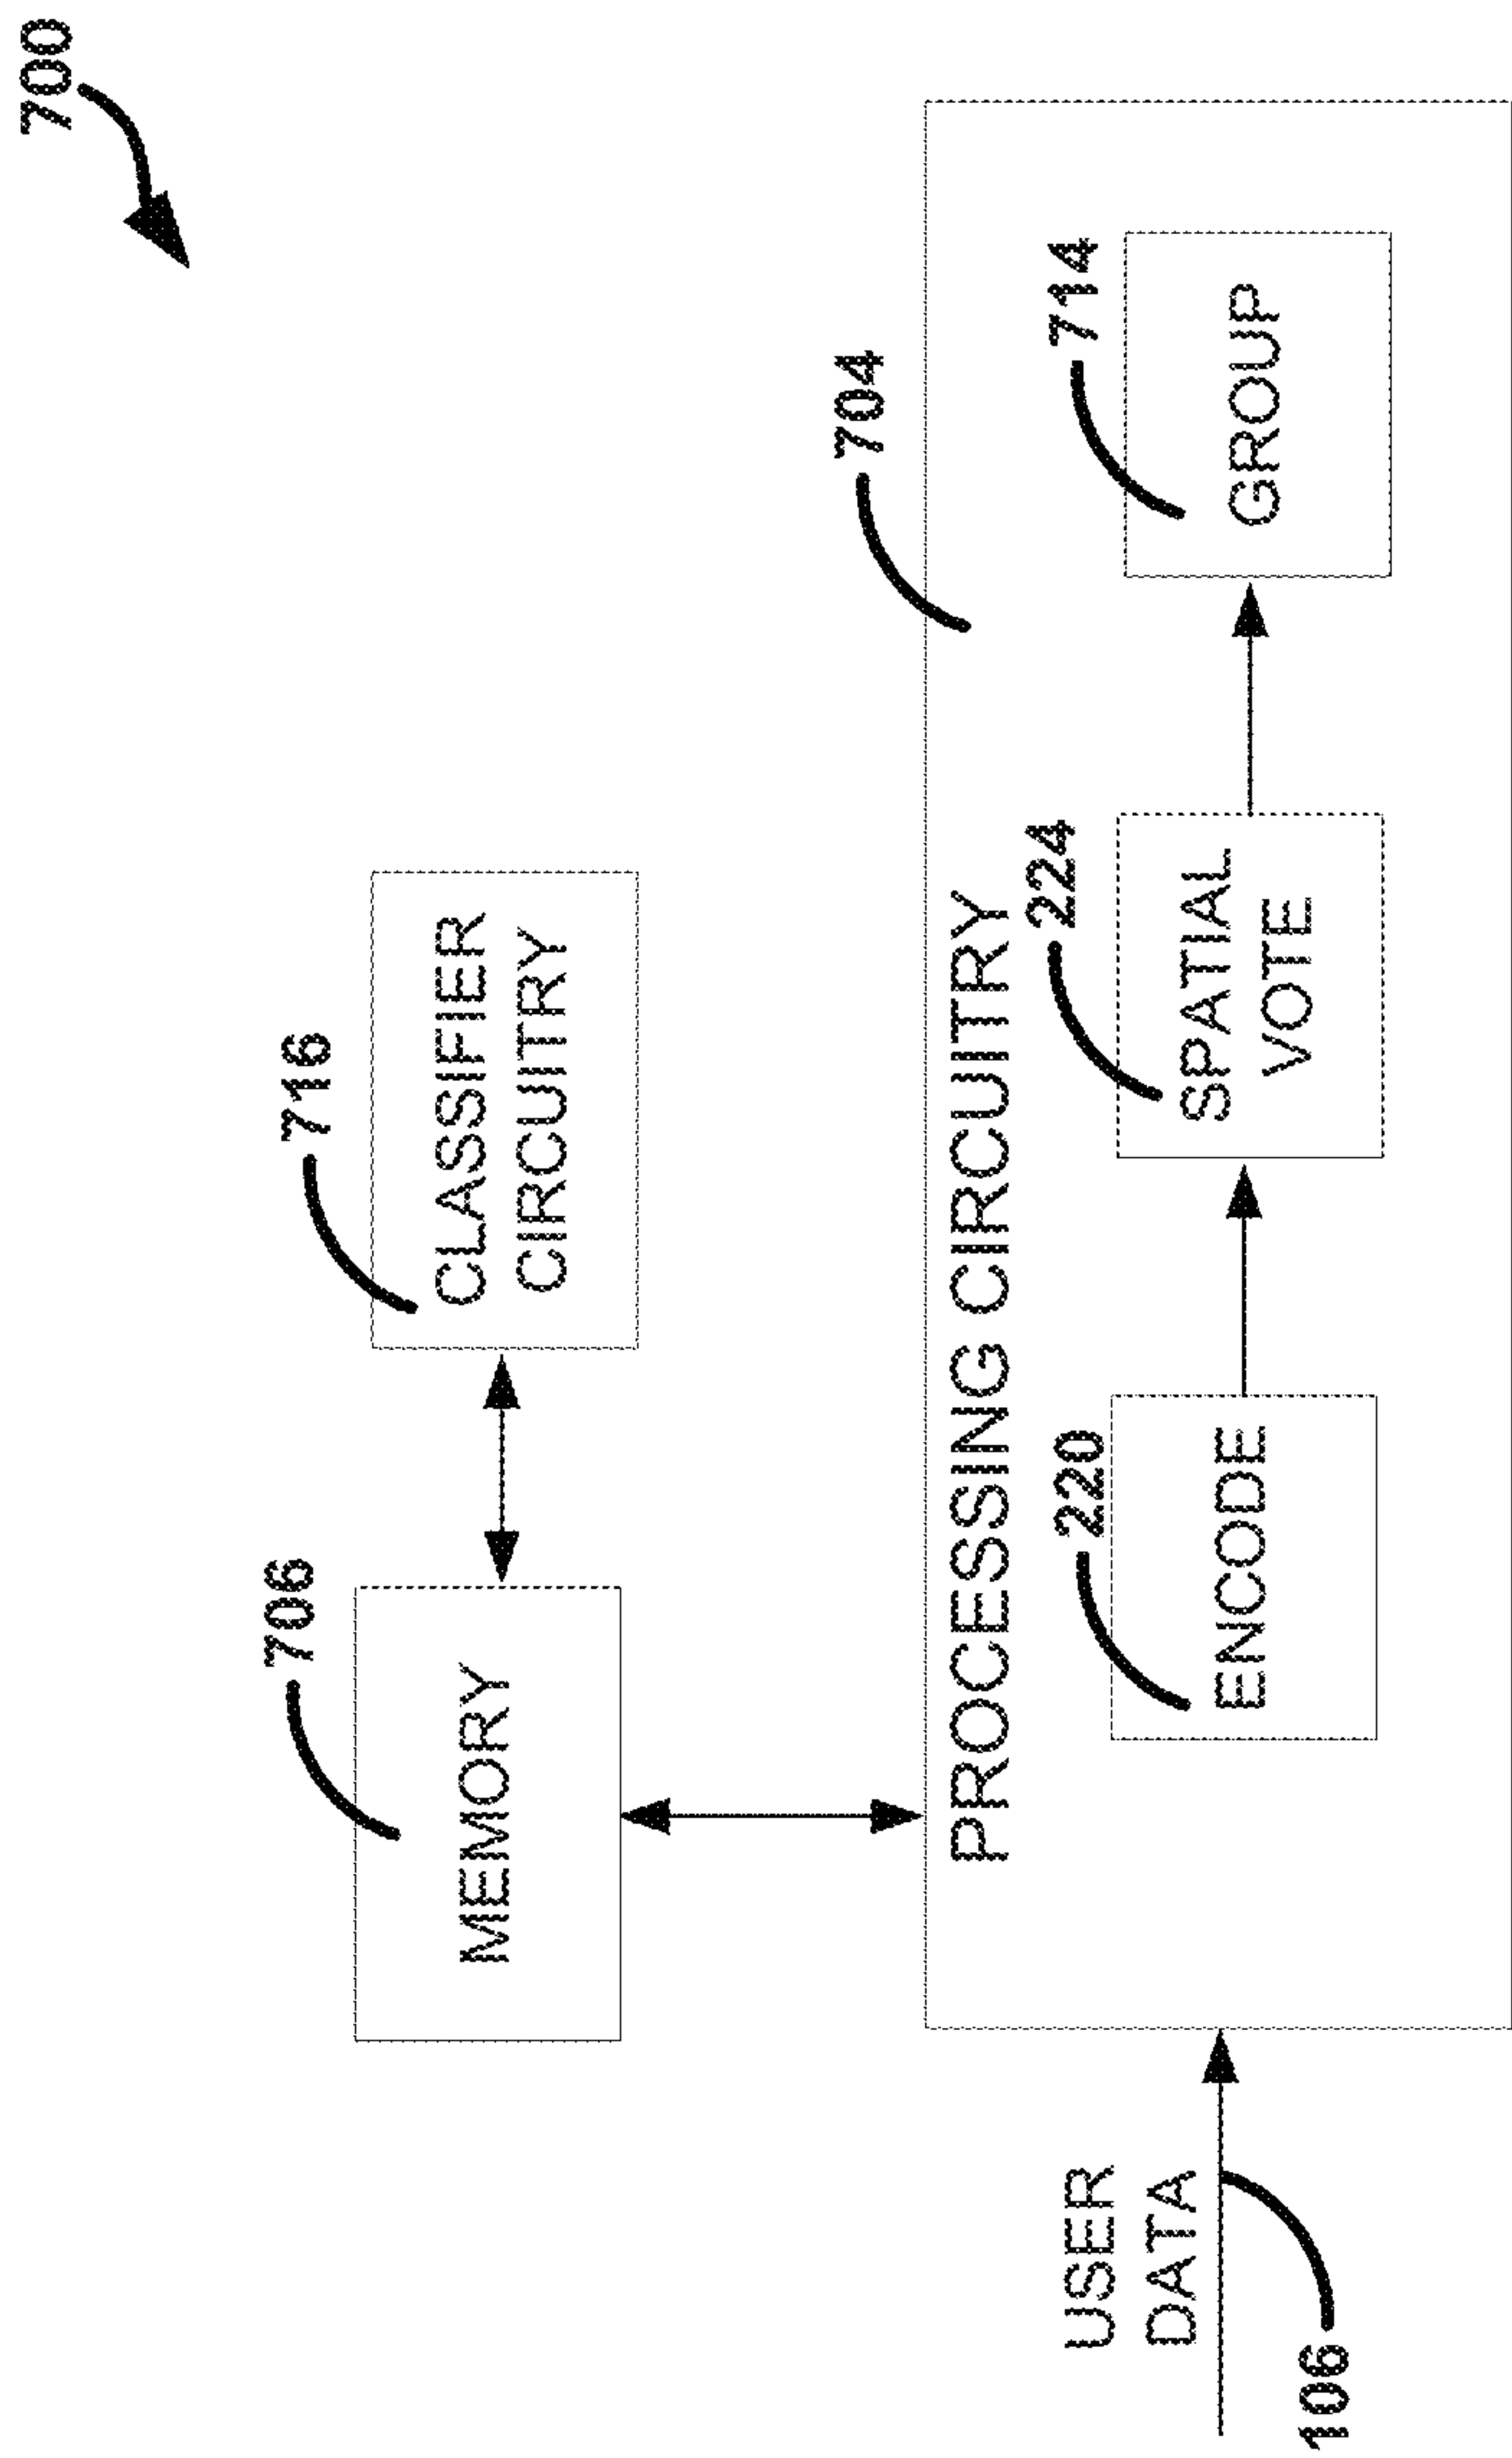 700
706
MEMORY
716
CLASSIFIER
CIRCUITRY
704
PROCESSING CIRCUITRY
220
ENCODE
224
SPATIAL
VOTE
714
GROUP
USER
DATA
106